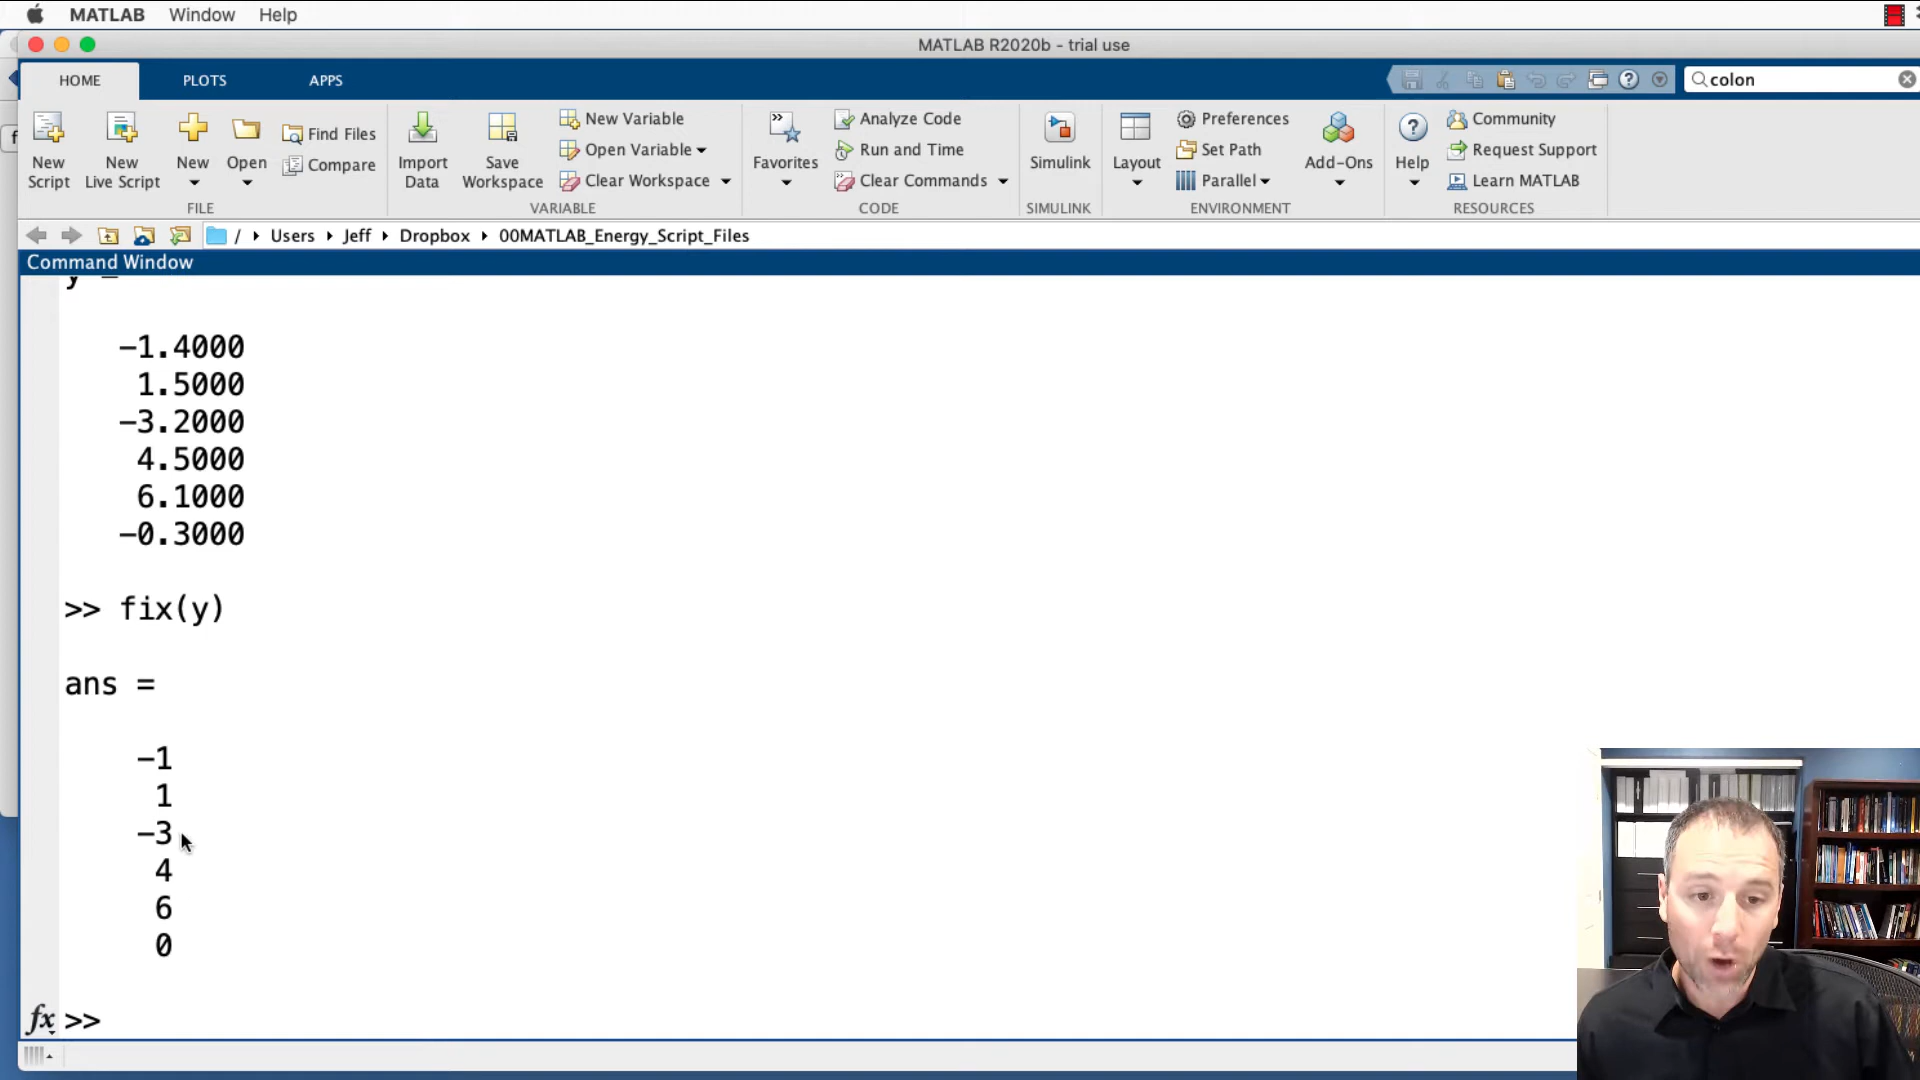 MATLAB Window Help
MATLAB R2020b - trial use
HOME PLOTS APPS
colon
New Script
New Live Script
New
Open
Find Files
Compare
FILE
Import Data
Save Workspace
New Variable
Open Variable
Clear Workspace
VARIABLE
Favorites
Analyze Code
Run and Time
Clear Commands
CODE
Simulink
SIMULINK
Layout
Preferences
Set Path
Parallel
Add-Ons
ENVIRONMENT
Help
Community
Request Support
Learn MATLAB
RESOURCES
/ Users Jeff Dropbox 00MATLAB_Energy_Script_Files
Command Window
y =
-1.4000
1.5000
-3.2000
4.5000
6.1000
-0.3000
>> fix(y)
ans =
-1
1
-3
4
6
0
fx >>